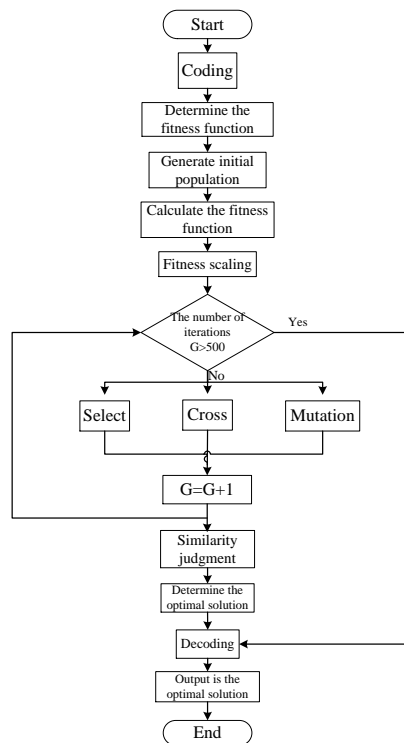 Start
Coding
Determine the
fitness function
Generate initial
population
Calculate the fitness
function
Fitness scaling
The number of
iterations
G>500
Yes
No
Select
Cross
Mutation
G=G+1
Similarity
judgment
Determine the
optimal solution
Decoding
Output is the
optimal solution
End